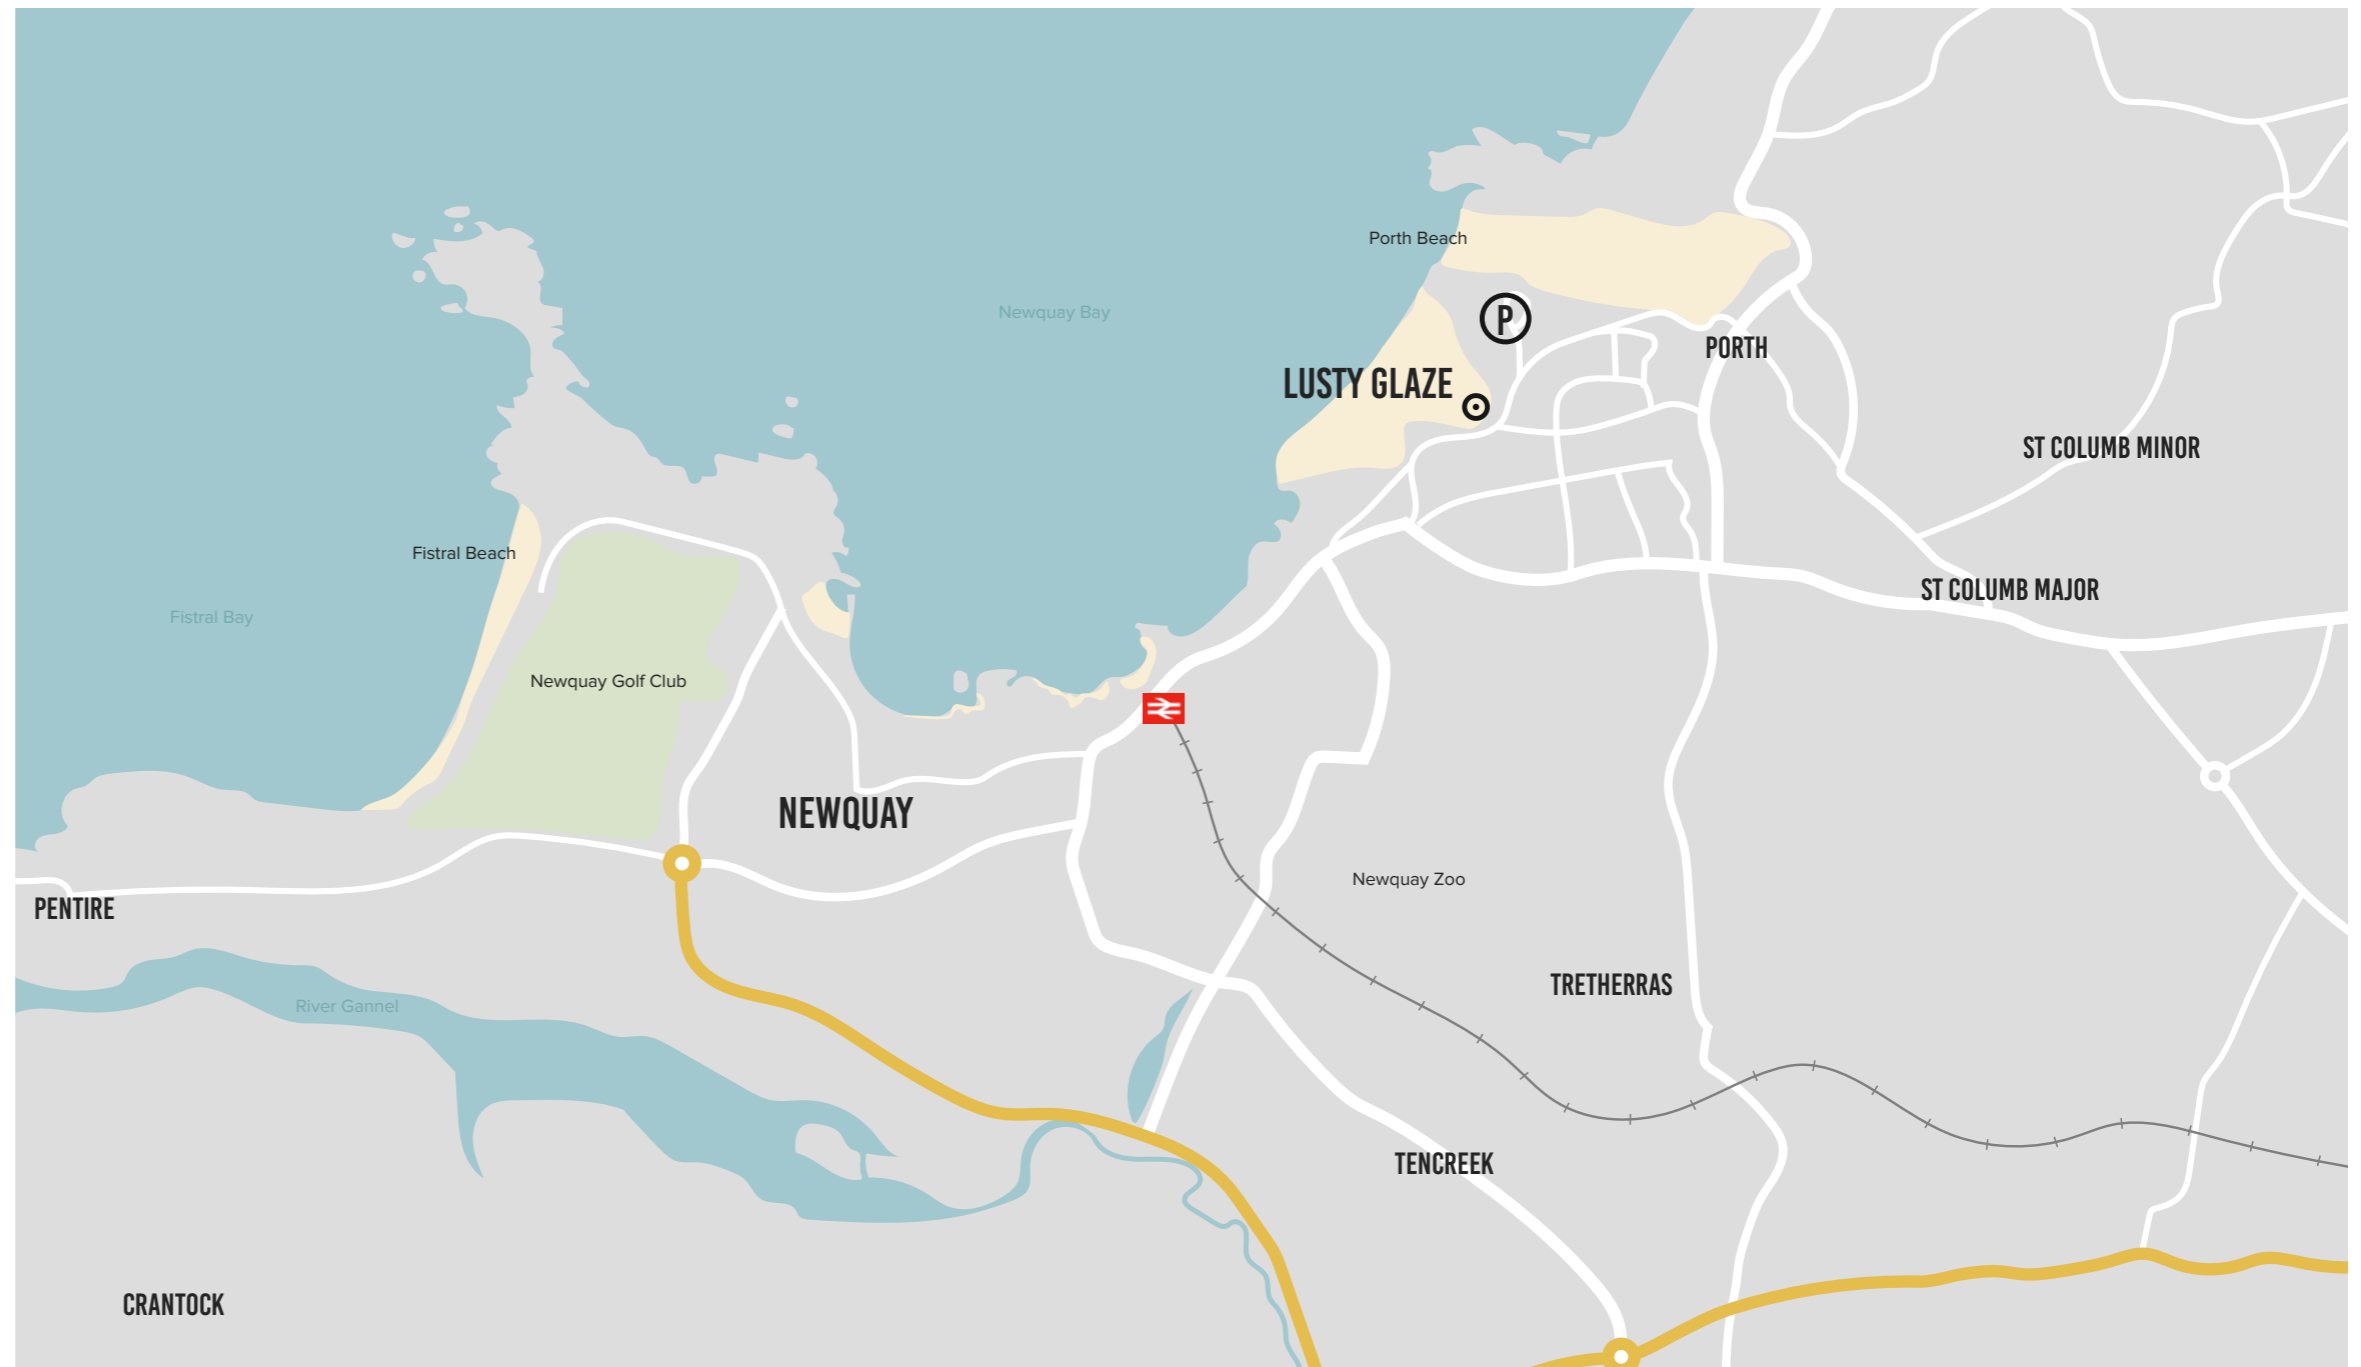 Porth Beach
Newquay Bay
P
PORTH
LUSTY GLAZE
ST COLUMB MINOR
Fistral Beach
ST COLUMB MAJOR
Fistral Bay
Newquay Golf Club
NEWQUAY
Newquay Zoo
PENTIRE
TRETHERRAS
River Gannel
TENCREEK
CRANTOCK